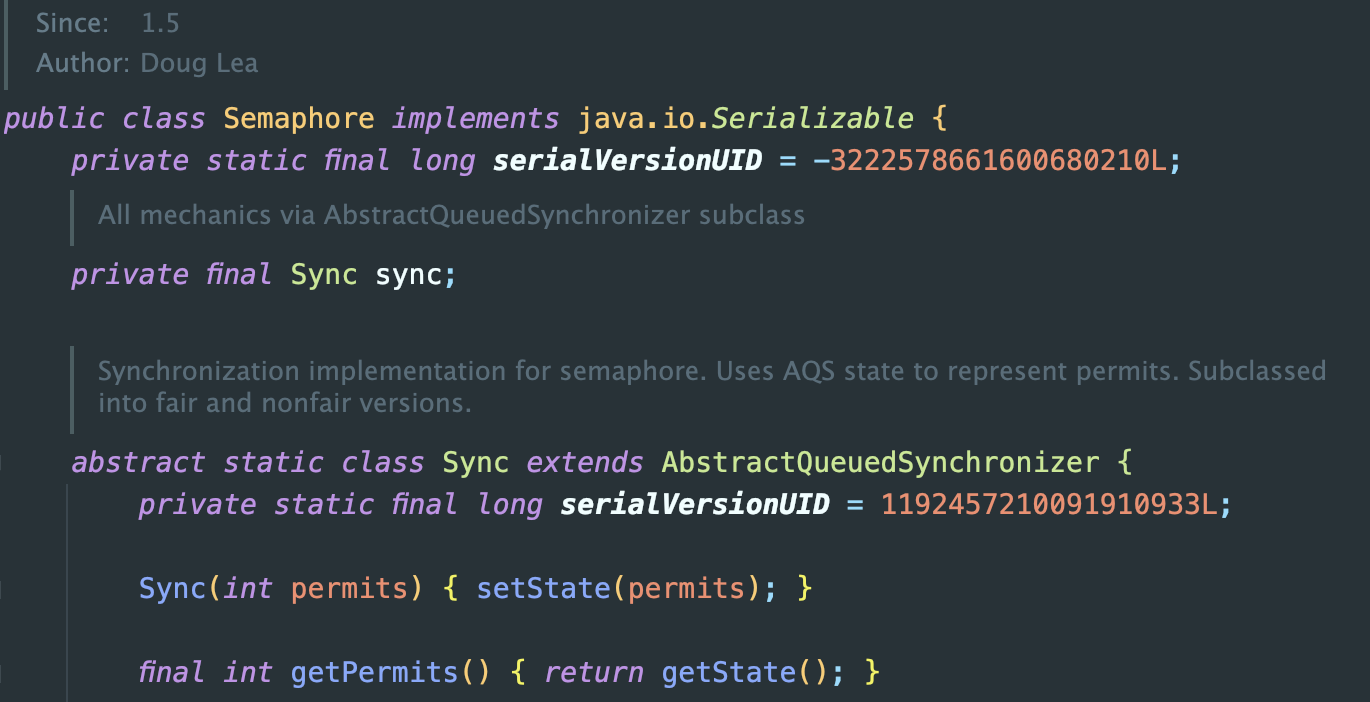 Since: 1.5
Author: Doug Lea
public class Semaphore implements java.io.Serializable {
private static final long serialVersionUID = -3222578661600680210L;
All mechanics via AbstractQueuedSynchronizer subclass
private final Sync sync;
Synchronization implementation for semaphore. Uses AQS state to represent permits. Subclassed
into fair and nonfair versions.
abstract static class Sync extends AbstractQueuedSynchronizer {
private static final long serialVersionUID = 1192457210091910933L;
Sync(int permits) { setState(permits); }
final int getPermits() { return getState(); }